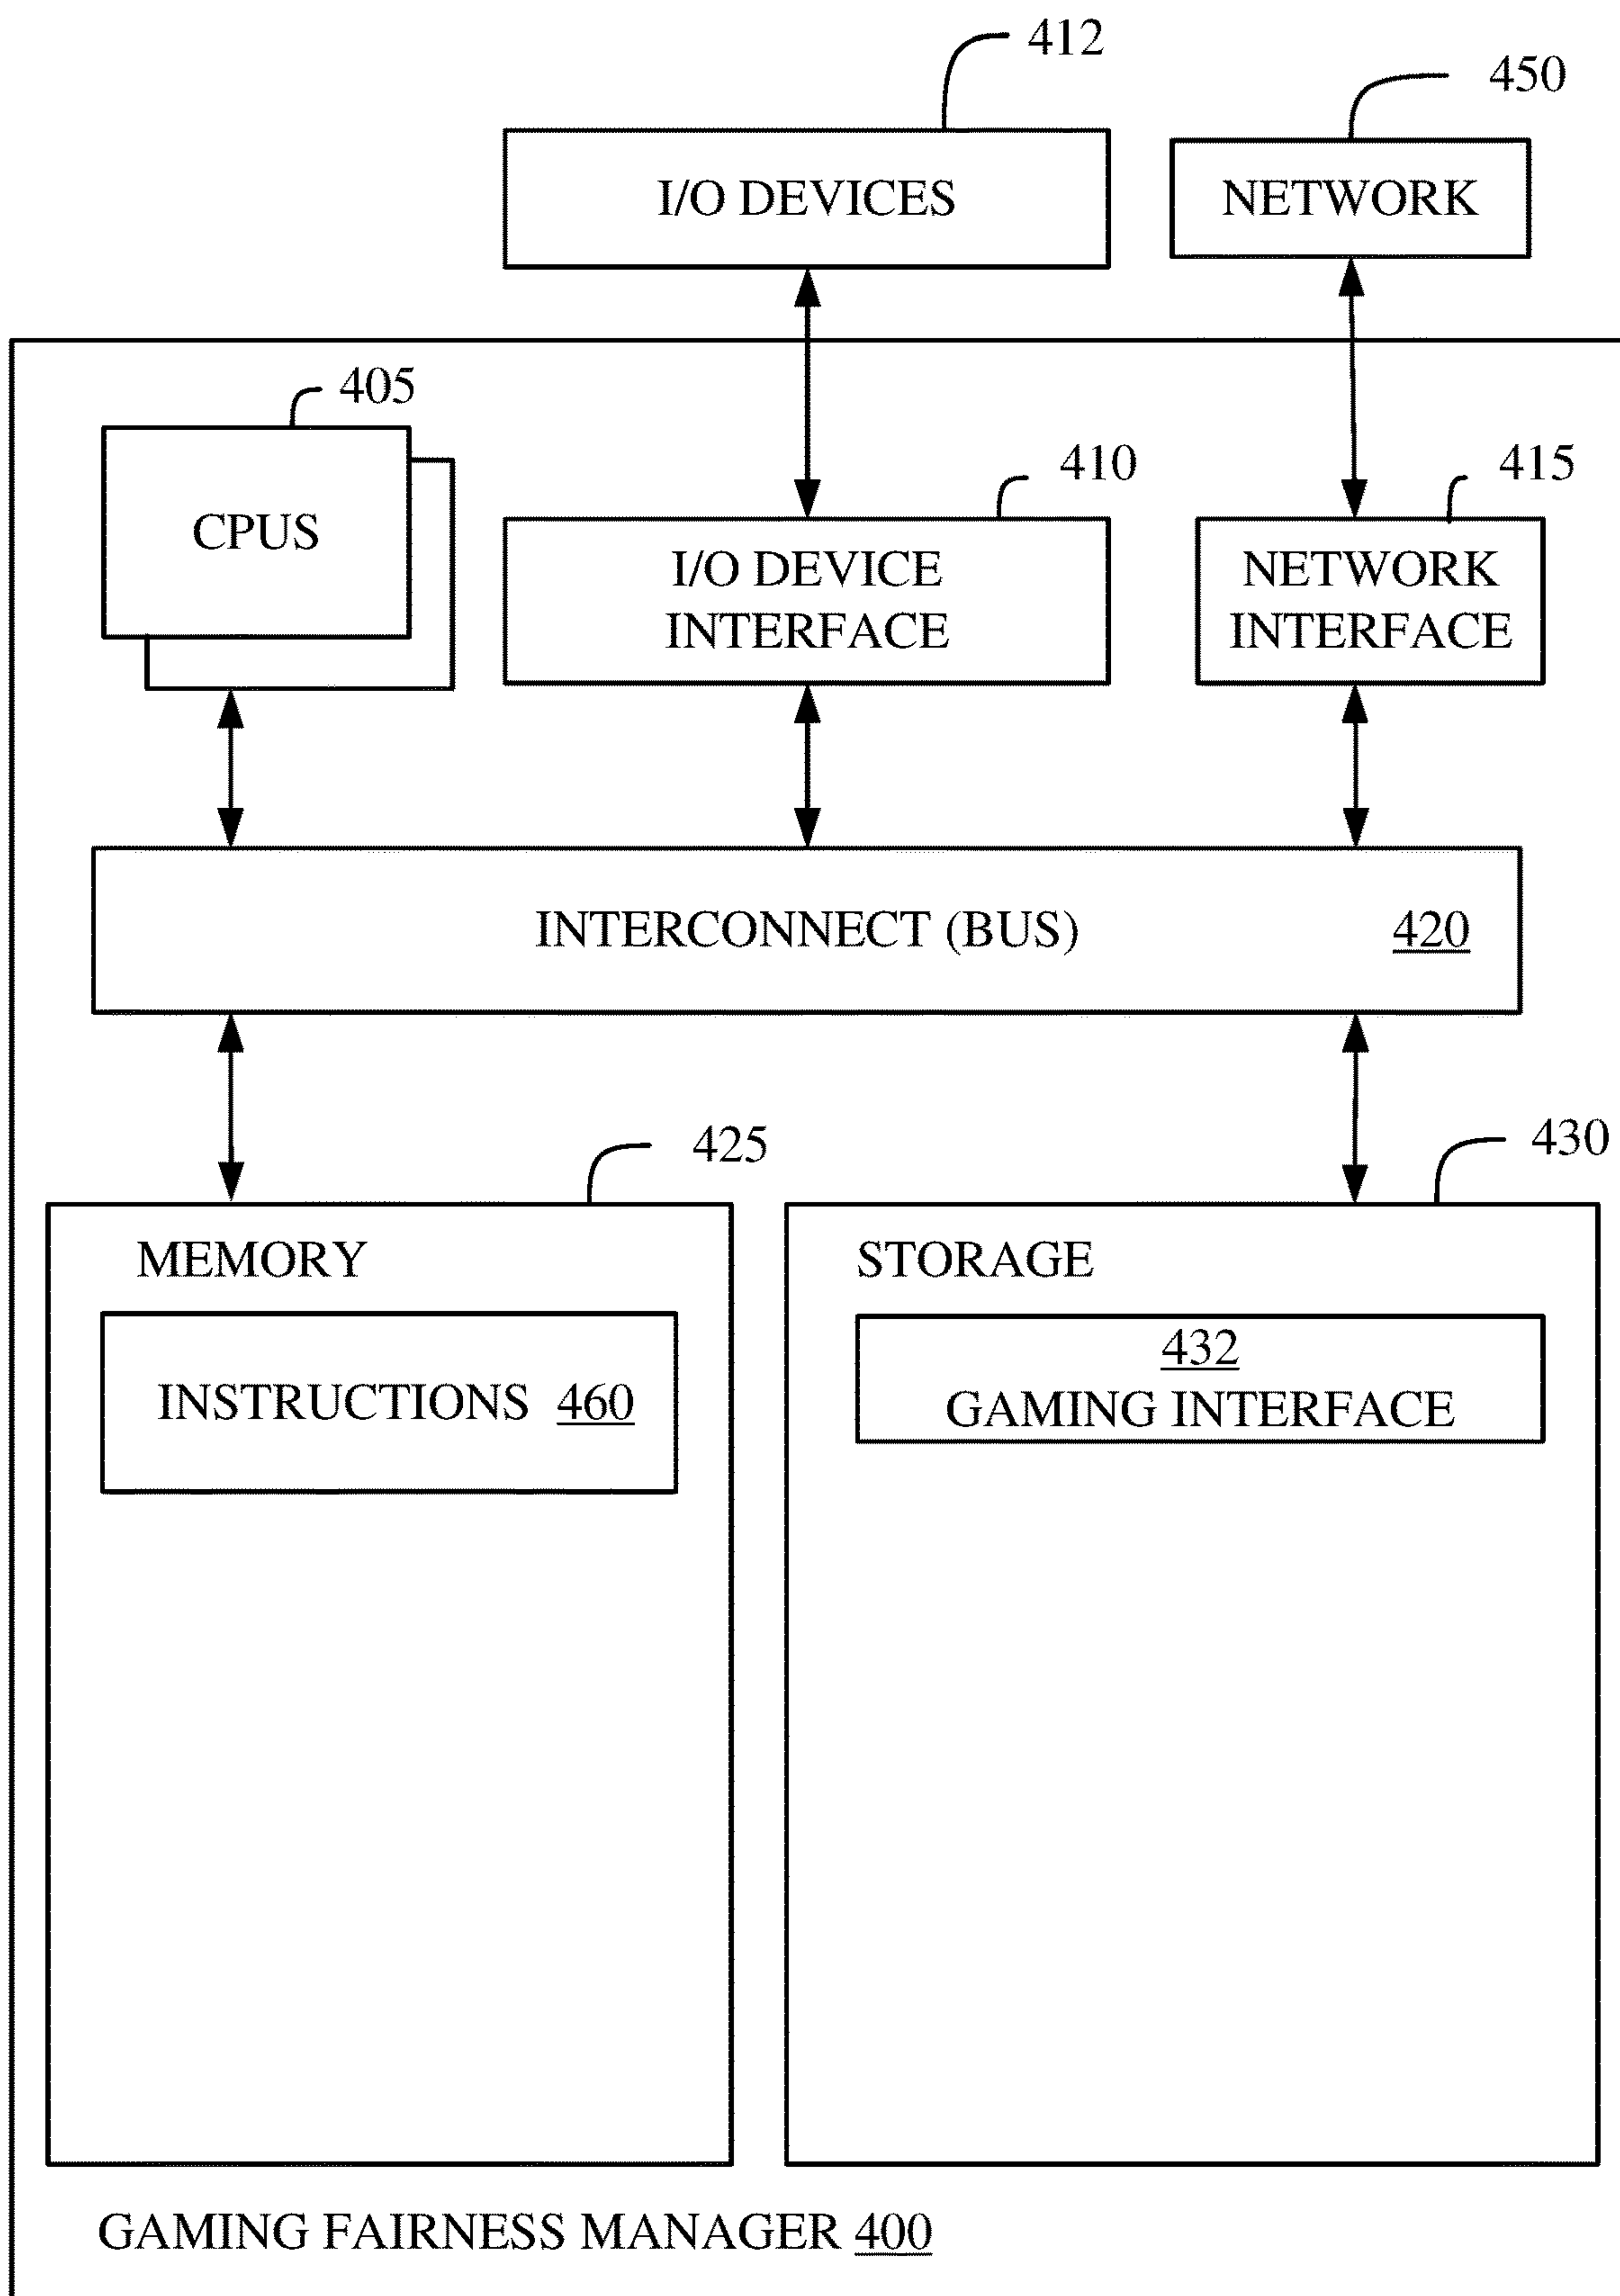 412
450
I/O DEVICES
NETWORK
405
410
415
CPUS
I/O DEVICE
INTERFACE
NETWORK
INTERFACE
INTERCONNECT (BUS) 420
425
430
MEMORY
INSTRUCTIONS 460
STORAGE
432
GAMING INTERFACE
GAMING FAIRNESS MANAGER 400